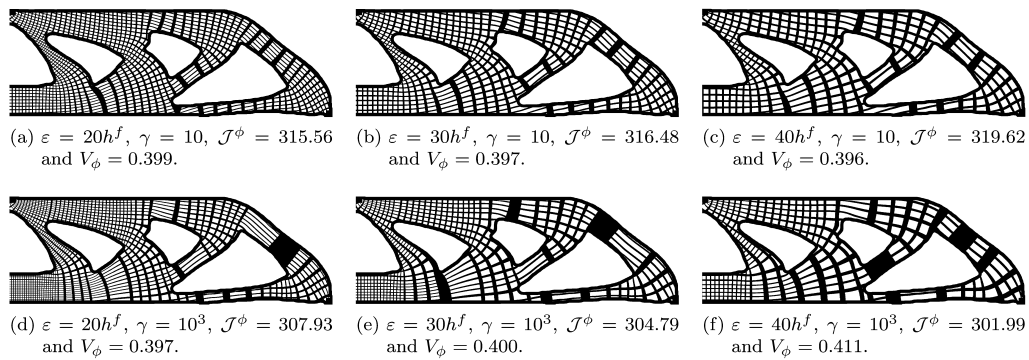 (a) ε = 20h^f, γ = 10, 𝒥^ϕ = 315.56
and V_ϕ = 0.399.
(b) ε = 30h^f, γ = 10, 𝒥^ϕ = 316.48
and V_ϕ = 0.397.
(c) ε = 40h^f, γ = 10, 𝒥^ϕ = 319.62
and V_ϕ = 0.396.
(d) ε = 20h^f, γ = 10^3, 𝒥^ϕ = 307.93
and V_ϕ = 0.397.
(e) ε = 30h^f, γ = 10^3, 𝒥^ϕ = 304.79
and V_ϕ = 0.400.
(f) ε = 40h^f, γ = 10^3, 𝒥^ϕ = 301.99
and V_ϕ = 0.411.